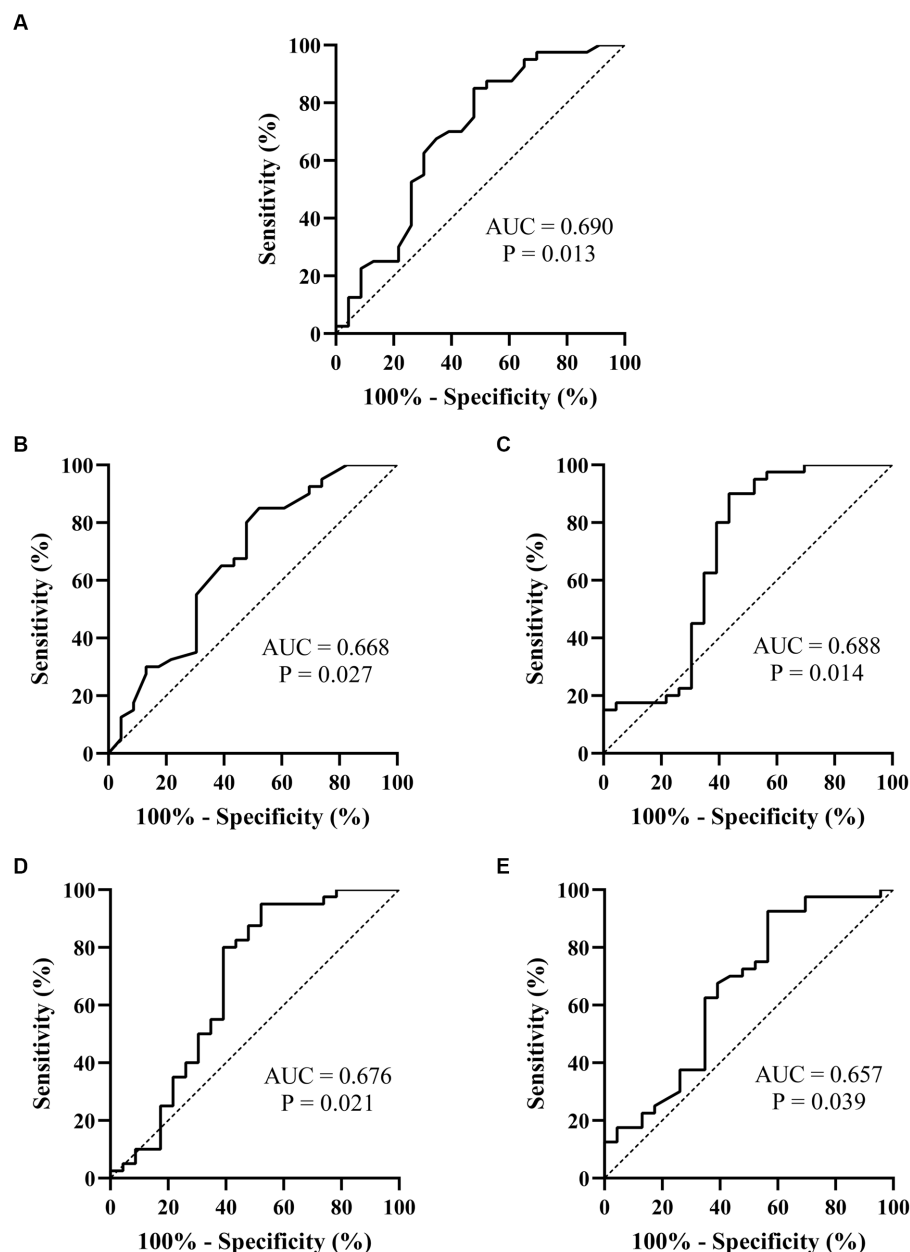 A
100
80
60
40
20
0
Sensitivity (%)
AUC = 0.690
P = 0.013
0 20 40 60 80 100
100% - Specificity (%)
B
100
80
60
40
20
0
Sensitivity (%)
AUC = 0.668
P = 0.027
0 20 40 60 80 100
100% - Specificity (%)
C
100
80
60
40
20
0
Sensitivity (%)
AUC = 0.688
P = 0.014
0 20 40 60 80 100
100% - Specificity (%)
D
100
80
60
40
20
0
Sensitivity (%)
AUC = 0.676
P = 0.021
0 20 40 60 80 100
100% - Specificity (%)
E
100
80
60
40
20
0
Sensitivity (%)
AUC = 0.657
P = 0.039
0 20 40 60 80 100
100% - Specificity (%)